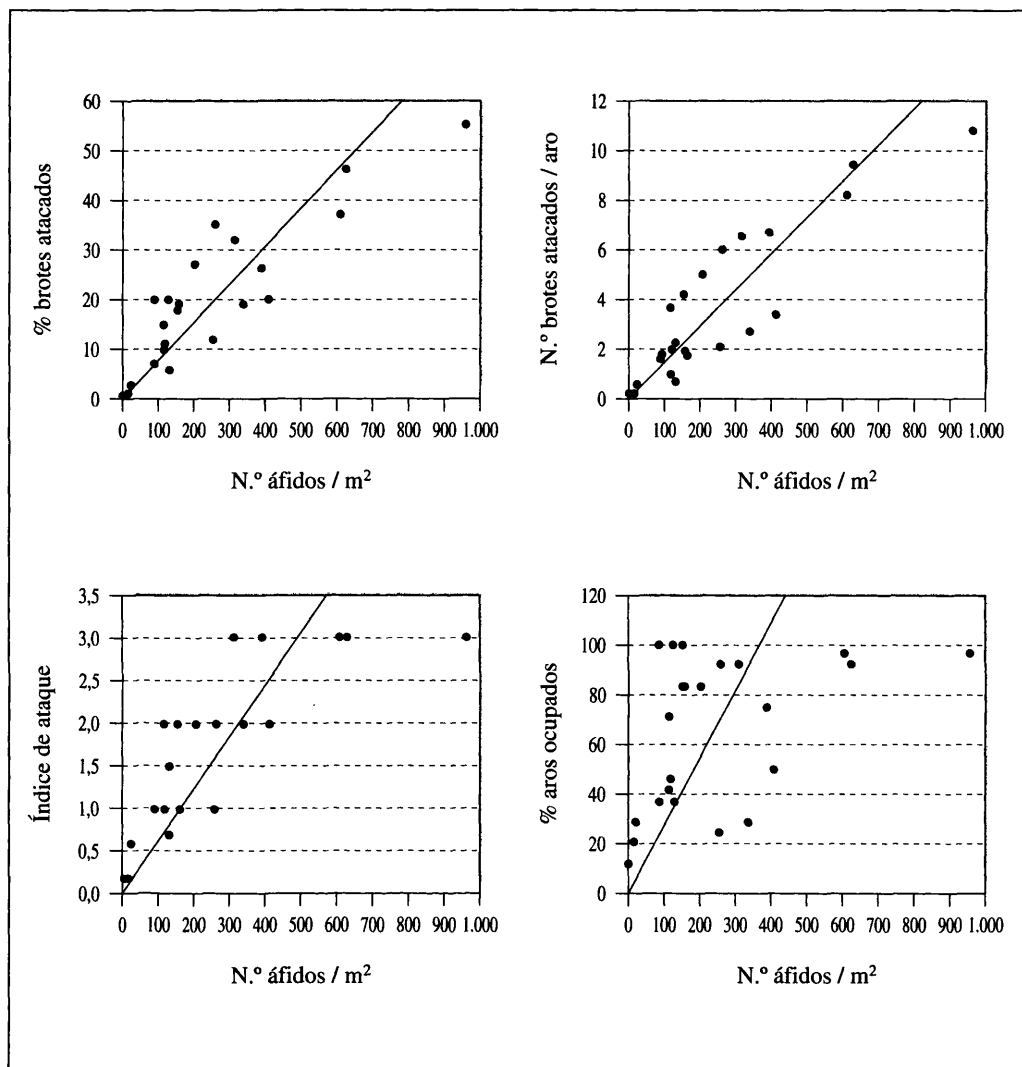 % brotes atacados
60
50
40
30
20
10
0
0 100 200 300 400 500 600 700 800 900 1.000
N.º áfidos / m²
N.º brotes atacados / aro
12
10
8
6
4
2
0
0 100 200 300 400 500 600 700 800 900 1.000
N.º áfidos / m²
Índice de ataque
3,5
3,0
2,5
2,0
1,5
1,0
0,5
0,0
0 100 200 300 400 500 600 700 800 900 1.000
N.º áfidos / m²
% aros ocupados
120
100
80
60
40
20
0
0 100 200 300 400 500 600 700 800 900 1.000
N.º áfidos / m²